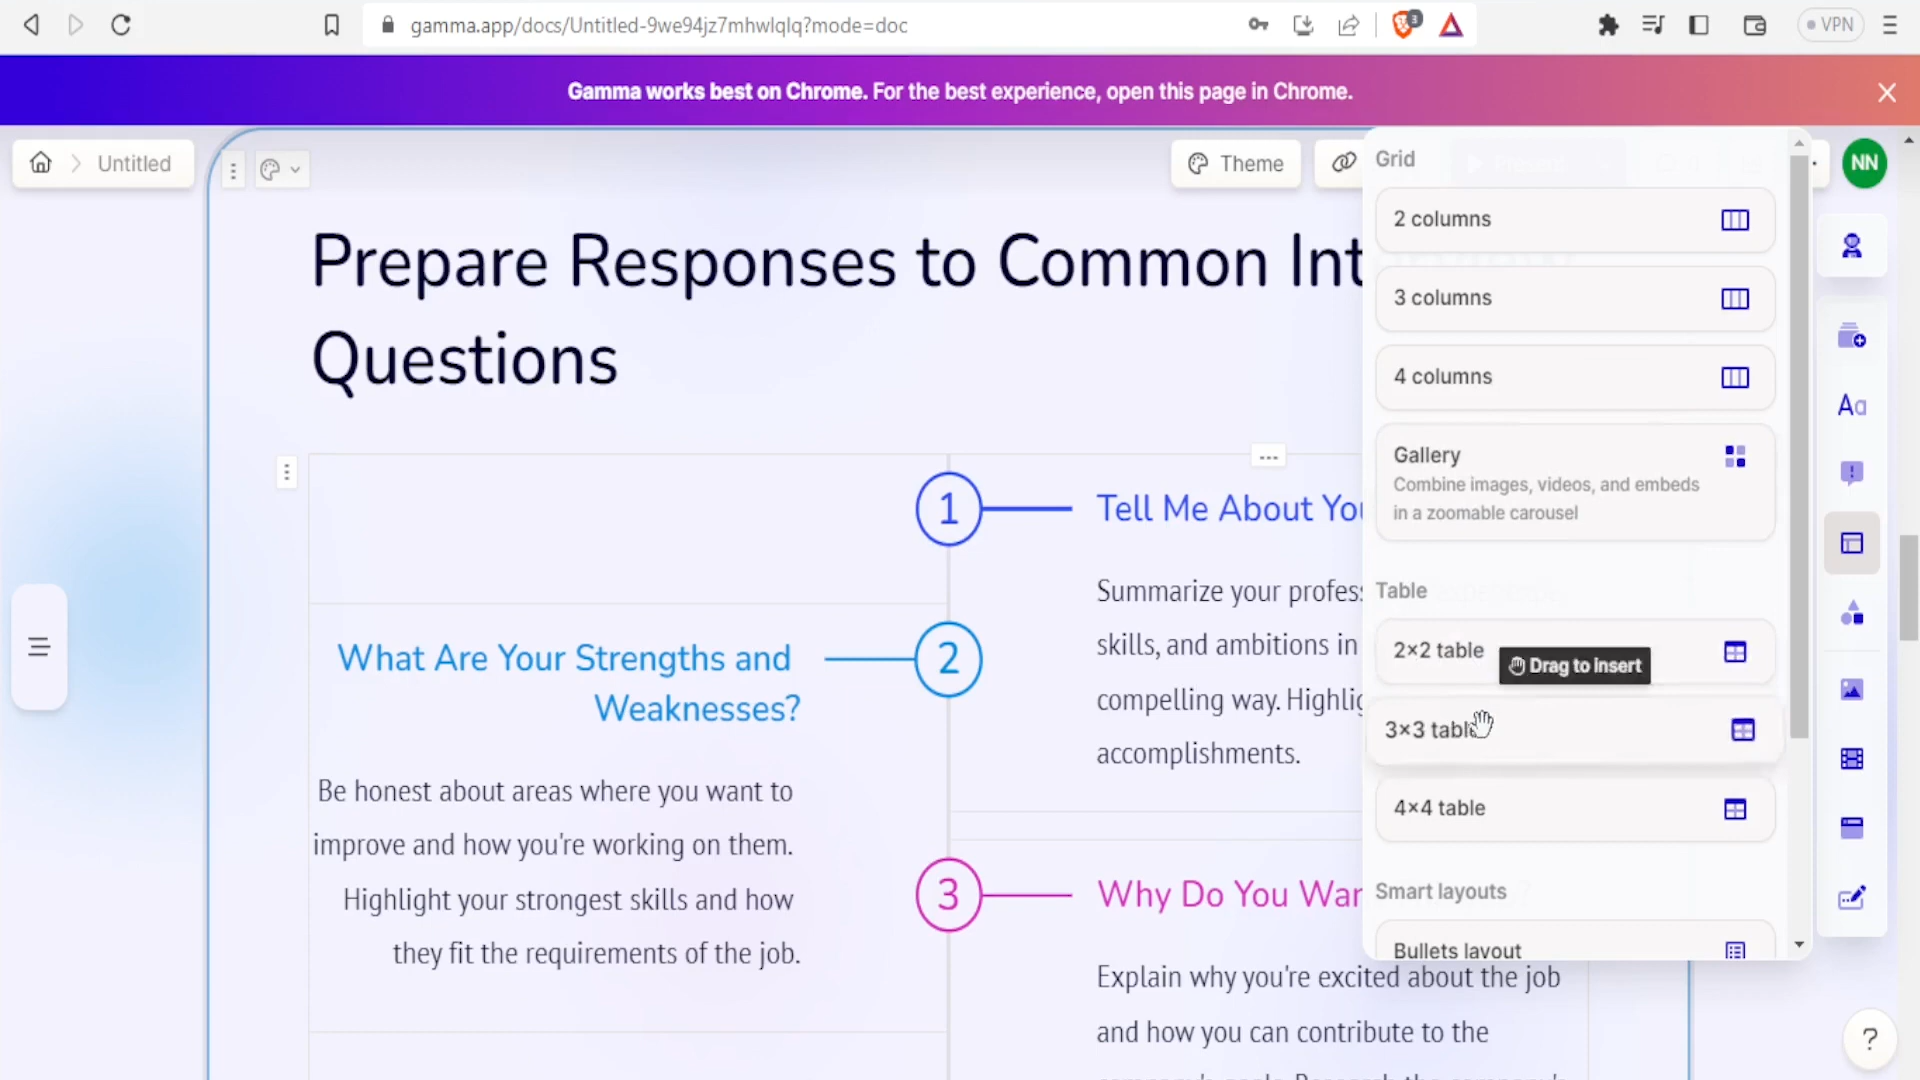 gamma.app/docs/Untitled-9we94jz7mhwlqlq?mode=doc
3
VPN
Gamma works best on Chrome. For the best experience, open this page in Chrome.
Untitled
Theme
NN
Prepare Responses to Common Int
Questions
1
Tell Me About You
Summarize your profes
skills, and ambitions in
compelling way. Highlig
accomplishments.
What Are Your Strengths and
Weaknesses?
2
Be honest about areas where you want to
improve and how you're working on them.
Highlight your strongest skills and how
they fit the requirements of the job.
3
Why Do You Wan
Explain why you're excited about the job
and how you can contribute to the
Grid
2 columns
3 columns
4 columns
Gallery
Combine images, videos, and embeds
in a zoomable carousel
Table
2×2 table
Drag to insert
3×3 table
4×4 table
Smart layouts
Bullets layout
Aa
?